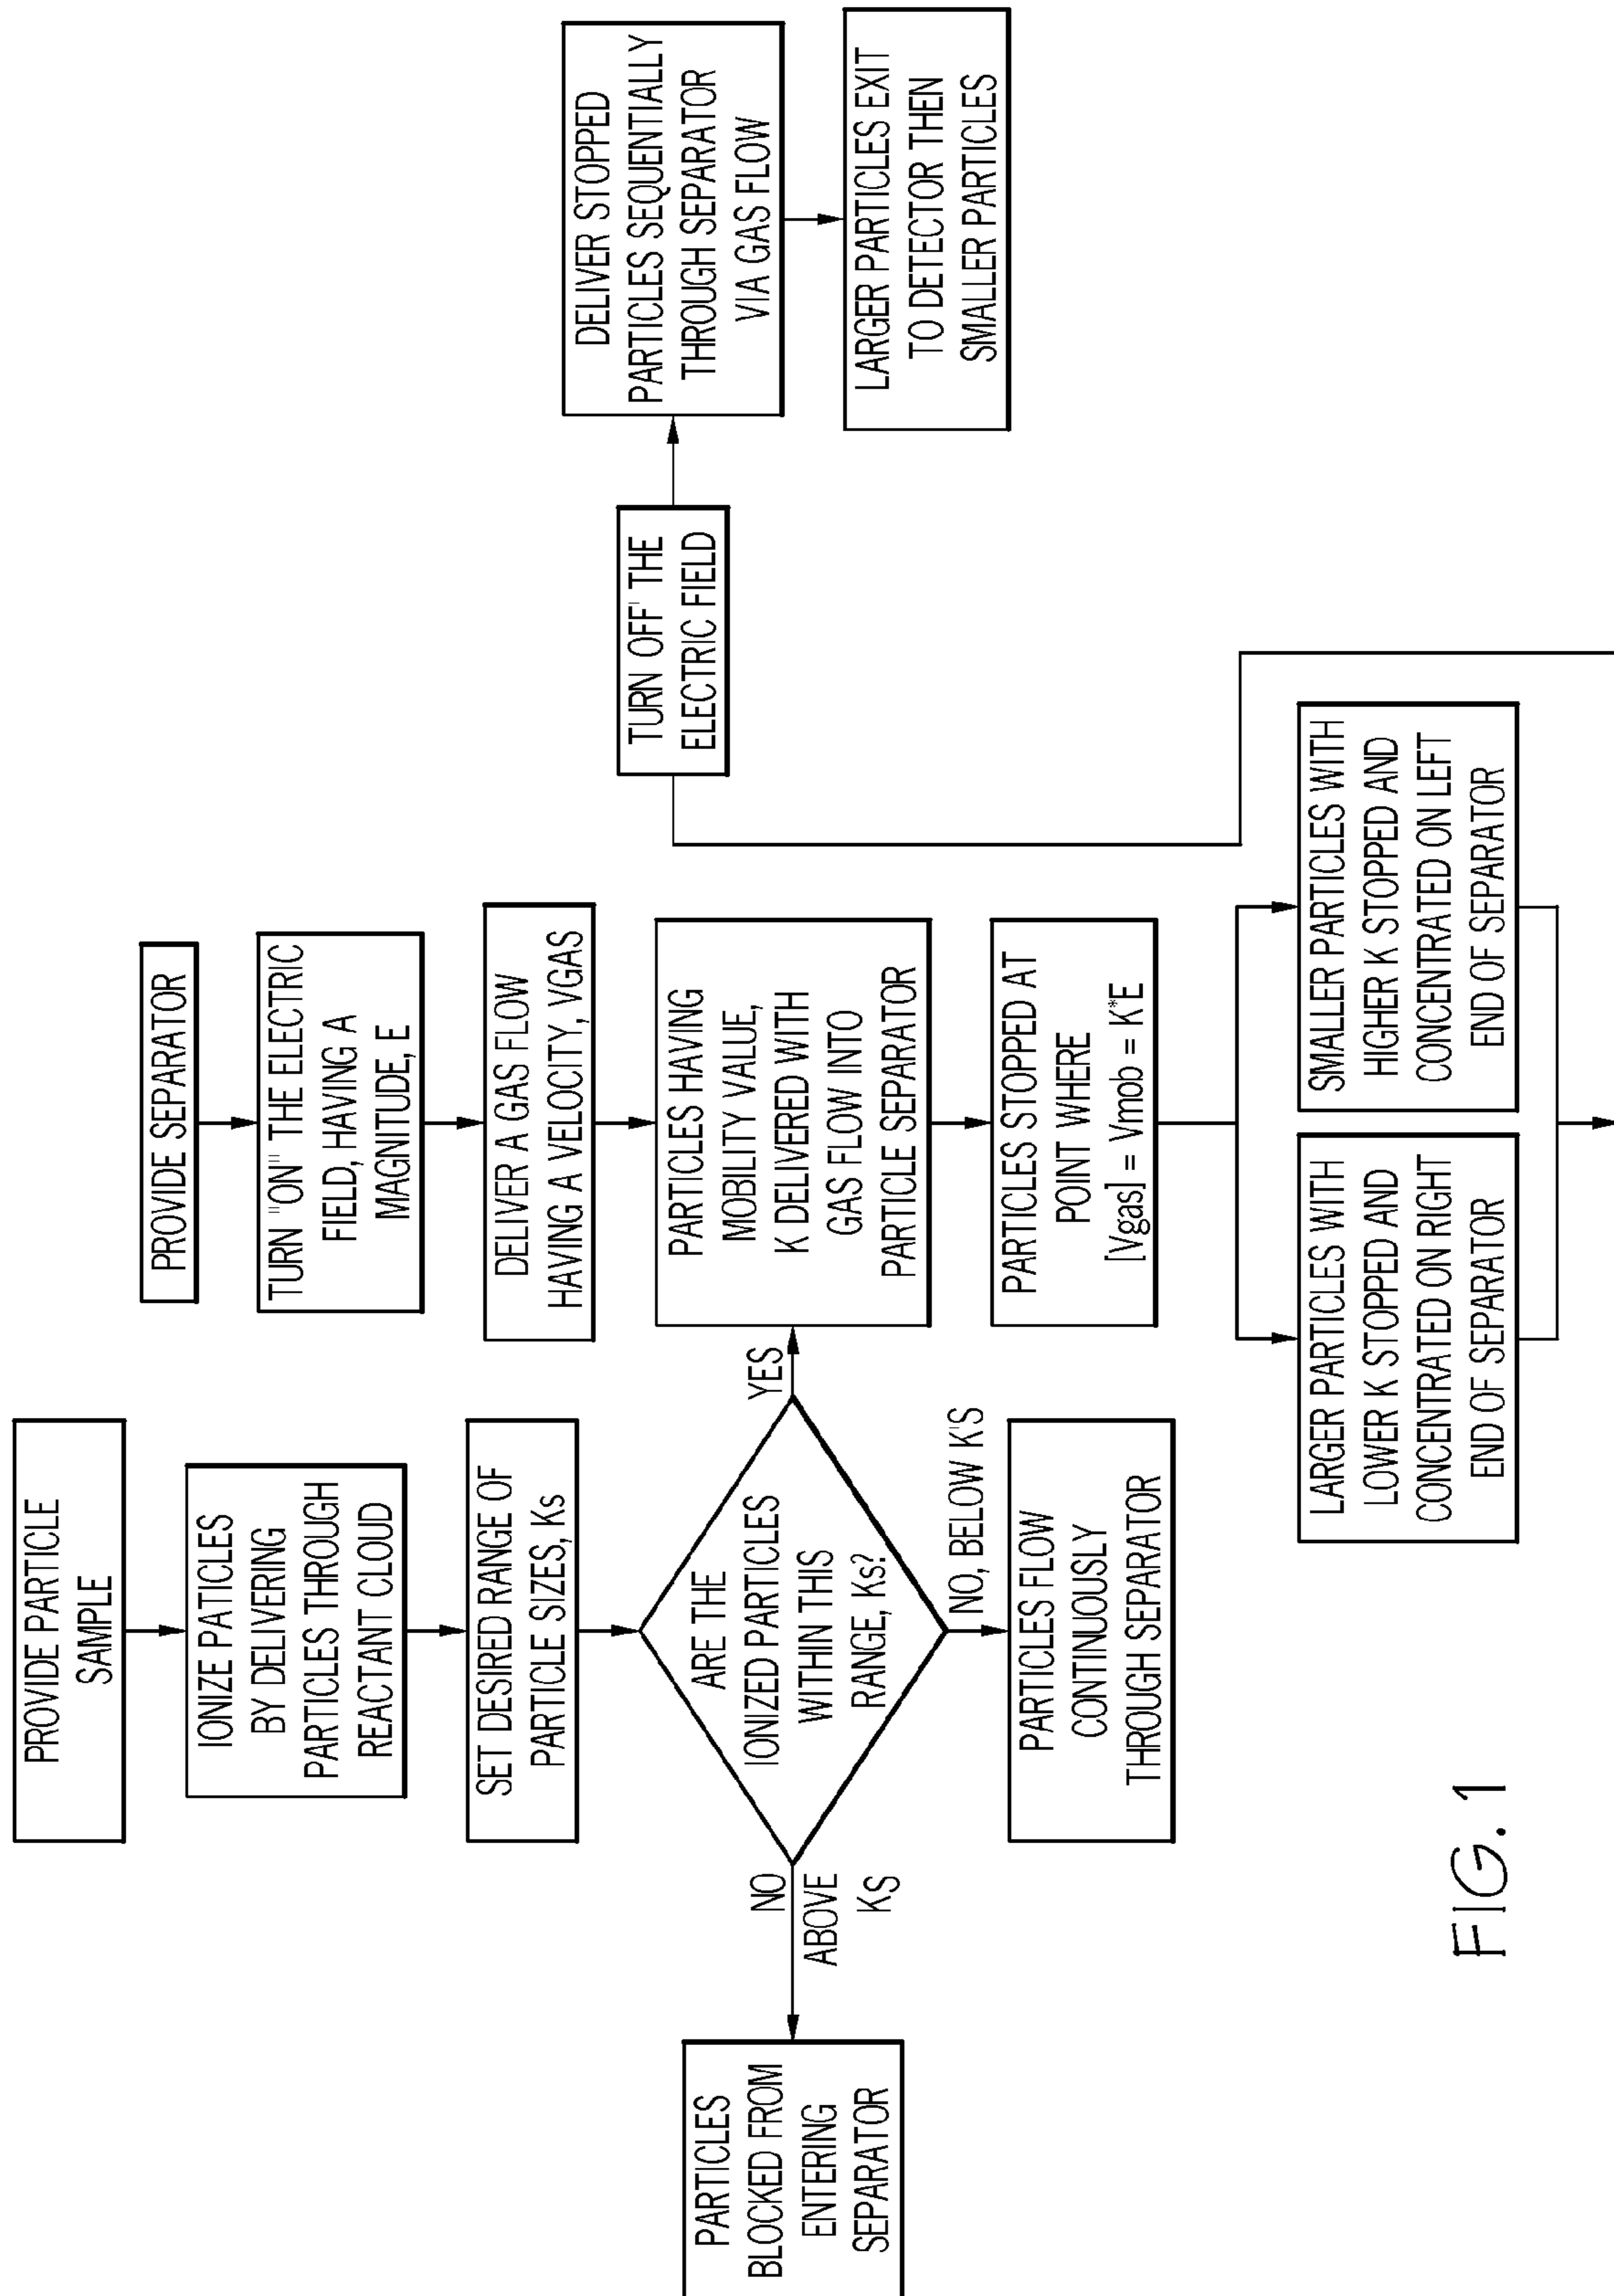 PROVIDE PARTICLE
SAMPLE
IONIZE PATICLES
BY DELIVERING
PARTICLES THROUGH
REACTANT CLOUD
SET DESIRED RANGE OF
PARTICLE SIZES, Ks
ARE THE
IONIZED PARTICLES
WITHIN THIS
RANGE, Ks?
NO
ABOVE
KS
PARTICLES
BLOCKED FROM
ENTERING
SEPARATOR
YES
NO, BELOW K'S
PARTICLES FLOW
CONTINUOUSLY
THROUGH SEPARATOR
PROVIDE SEPARATOR
TURN "ON" THE ELECTRIC
FIELD, HAVING A
MAGNITUDE, E
DELIVER A GAS FLOW
HAVING A VELOCITY, VGAS
PARTICLES HAVING
MOBILITY VALUE,
K DELIVERED WITH
GAS FLOW INTO
PARTICLE SEPARATOR
PARTICLES STOPPED AT
POINT WHERE
[Vgas] = Vmob = K*E
LARGER PARTICLES WITH
LOWER K STOPPED AND
CONCENTRATED ON RIGHT
END OF SEPARATOR
SMALLER PARTICLES WITH
HIGHER K STOPPED AND
CONCENTRATED ON LEFT
END OF SEPARATOR
TURN OFF' THE
ELECTRIC FIELD
DELIVER STOPPED
PARTICLES SEQUENTIALLY
THROUGH SEPARATOR
VIA GAS FLOW
LARGER PARTICLES EXIT
TO DETECTOR THEN
SMALLER PARTICLES
FIG. 1